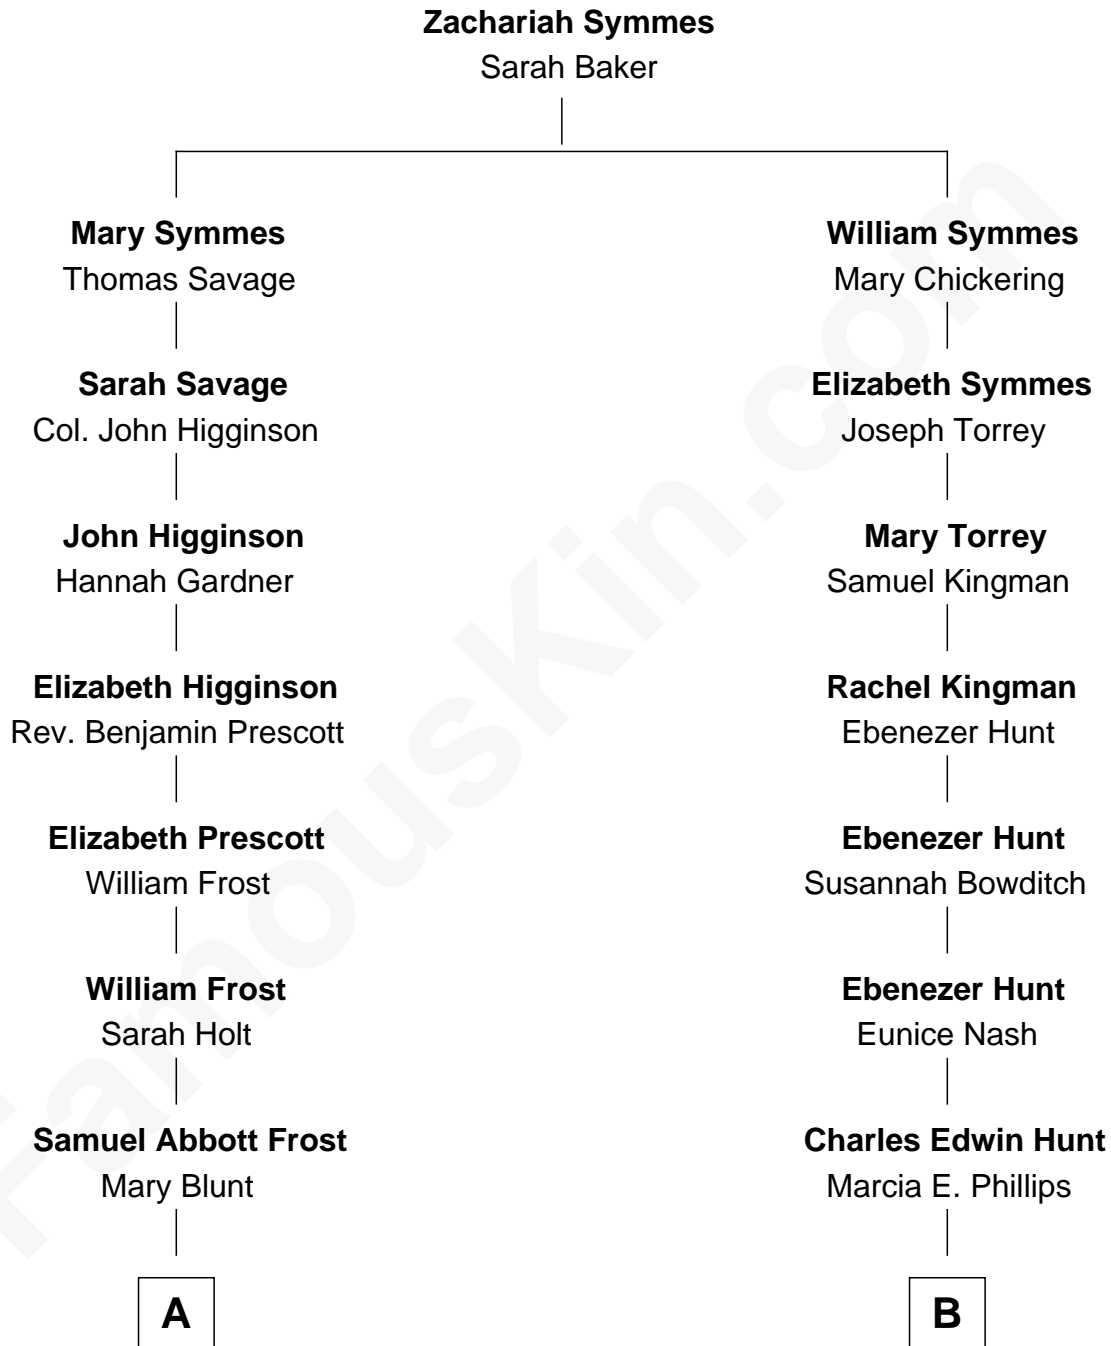 Zachariah Symmes
Sarah Baker
Mary Symmes
Thomas Savage
William Symmes
Mary Chickering
Sarah Savage
Col. John Higginson
Elizabeth Symmes
Joseph Torrey
John Higginson
Hannah Gardner
Mary Torrey
Samuel Kingman
Elizabeth Higginson
Rev. Benjamin Prescott
Rachel Kingman
Ebenezer Hunt
Elizabeth Prescott
William Frost
Ebenezer Hunt
Susannah Bowditch
William Frost
Sarah Holt
Ebenezer Hunt
Eunice Nash
Samuel Abbott Frost
Mary Blunt
Charles Edwin Hunt
Marcia E. Phillips
A
B
FamousKin.com